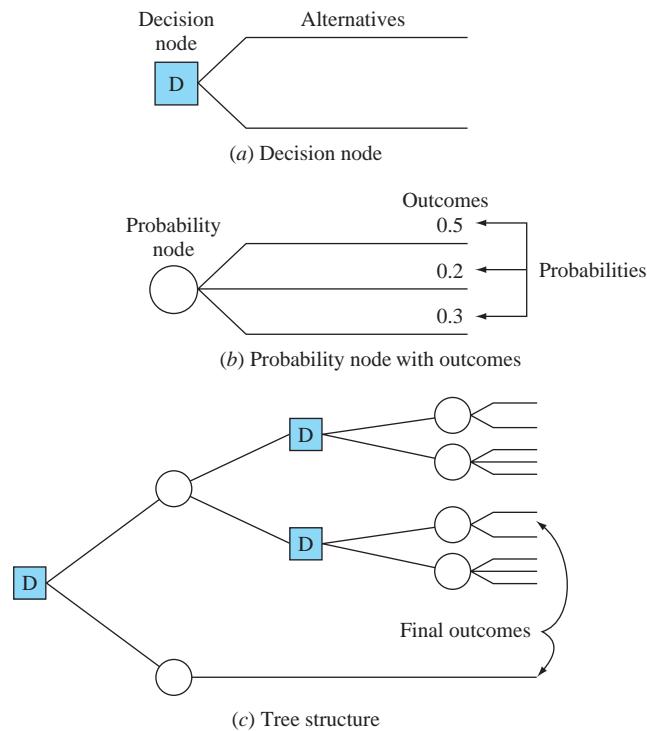 Decision
node
Alternatives
D
(a) Decision node
Outcomes
0.5
Probability
node
0.2
Probabilities
0.3
(b) Probability node with outcomes
D
D
D
Final outcomes
(c) Tree structure